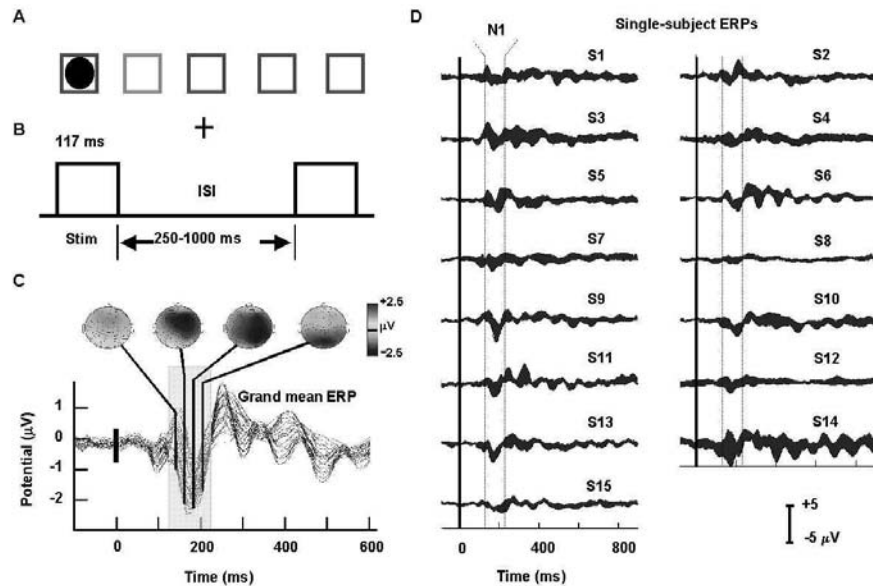 A
B
117 ms
ISI
Stim
250-1000 ms
C
+2.5
μV
-2.5
Grand mean ERP
Potential (μV)
1
0
-1
-2
0
200
400
600
Time (ms)
D
Single-subject ERPs
N1
S1
S2
S3
S4
S5
S6
S7
S8
S9
S10
S11
S12
S13
S14
S15
0
400
800
Time (ms)
+5
-5 μV